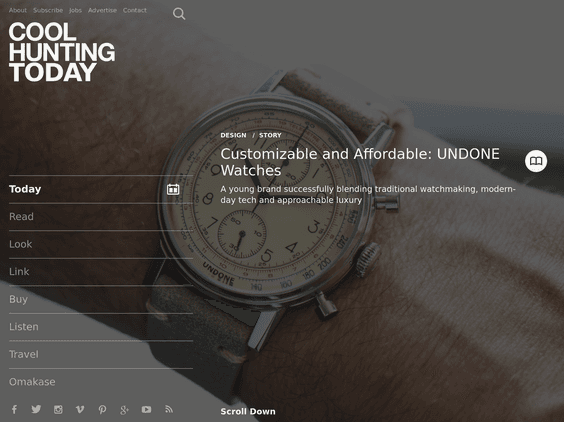 About Subscribe Jobs Advertise Contact
COOL
HUNTING
TODAY
DESIGN / STORY
Customizable and Affordable: UNDONE
Watches
A young brand successfully blending traditional watchmaking, modern-
day tech and approachable luxury
Today
Read
Look
Link
Buy
Listen
Travel
Omakase
UNDONE
Scroll Down